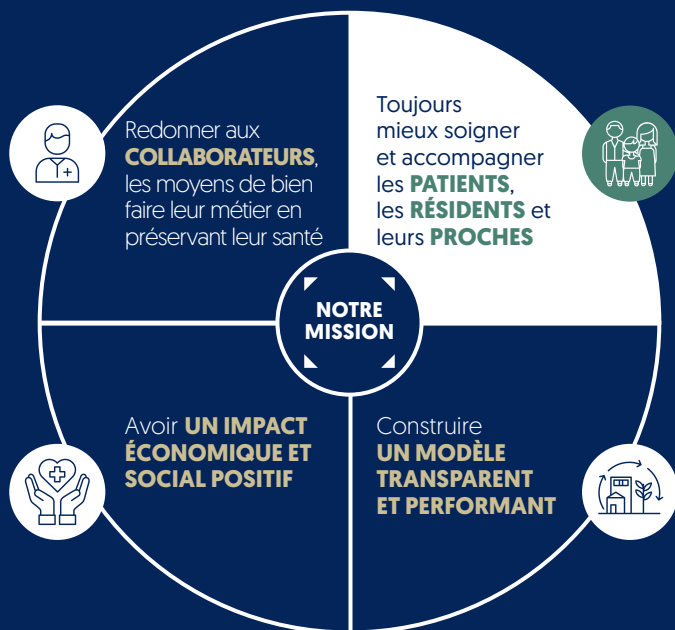 Redonner aux
COLLABORATEURS,
les moyens de bien
faire leur métier en
préservant leur santé
Toujours
mieux soigner
et accompagner
les PATIENTS,
les RÉSIDENTS et
leurs PROCHES
NOTRE
MISSION
Avoir UN IMPACT
ÉCONOMIQUE ET
SOCIAL POSITIF
Construire
UN MODÈLE
TRANSPARENT
ET PERFORMANT